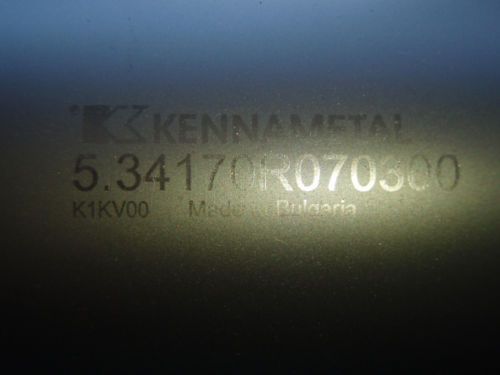 KENNAMETAL
5.34170R070300
K1KV00 Made in Bulgaria